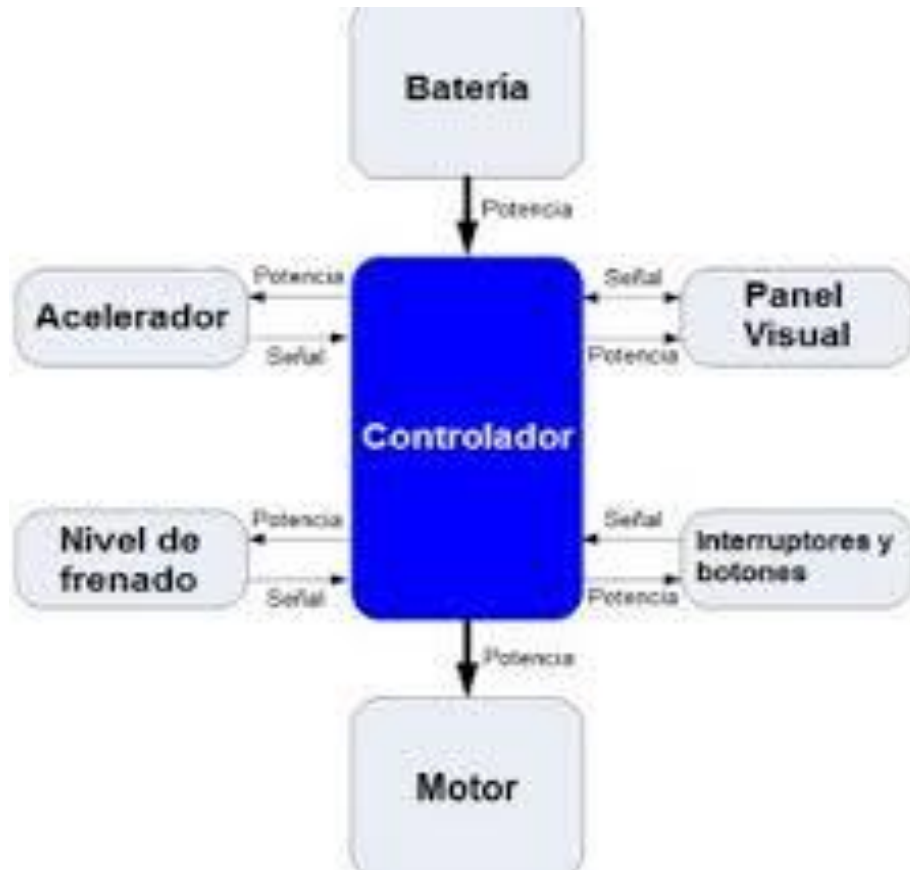 Batería
Potencia
Potencia
Señal
Acelerador
Panel
Visual
Señal
Potencia
Controlador
Potencia
Señal
Nivel de
frenado
Interruptores y
botones
Señal
Potencia
Potencia
Motor